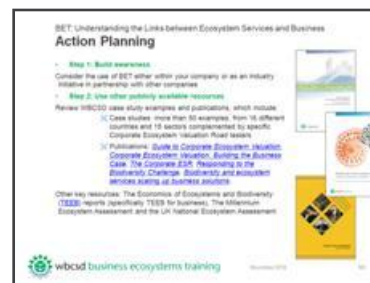 BET: Understanding the Links between Ecosystem Services and Business
Action Planning
• Step 1: Build awareness
Consider the use of BET either within your company or as an industry
initiative in partnership with other companies
• Step 2: Use other publicly available resources
Review WBCSD case study examples and publications, which include:
Case studies: more than 50 examples, from 16 different
countries and 16 sectors complemented by specific
Corporate Ecosystem Valuation Road testers
Publications: Guide to Corporate Ecosystem Valuation,
Corporate Ecosystem Valuation, Building the Business
Case, The Corporate ESR, Responding to the
Biodiversity Challenge, Biodiversity and ecosystem
services scaling up business solutions.
Other key resources: The Economics of Ecosystems and Biodiversity
(TEEB) reports (specifically TEEB for business), The Millennium
Ecosystem Assessment and the UK National Ecosystem Assessment
wbcsd business ecosystems training